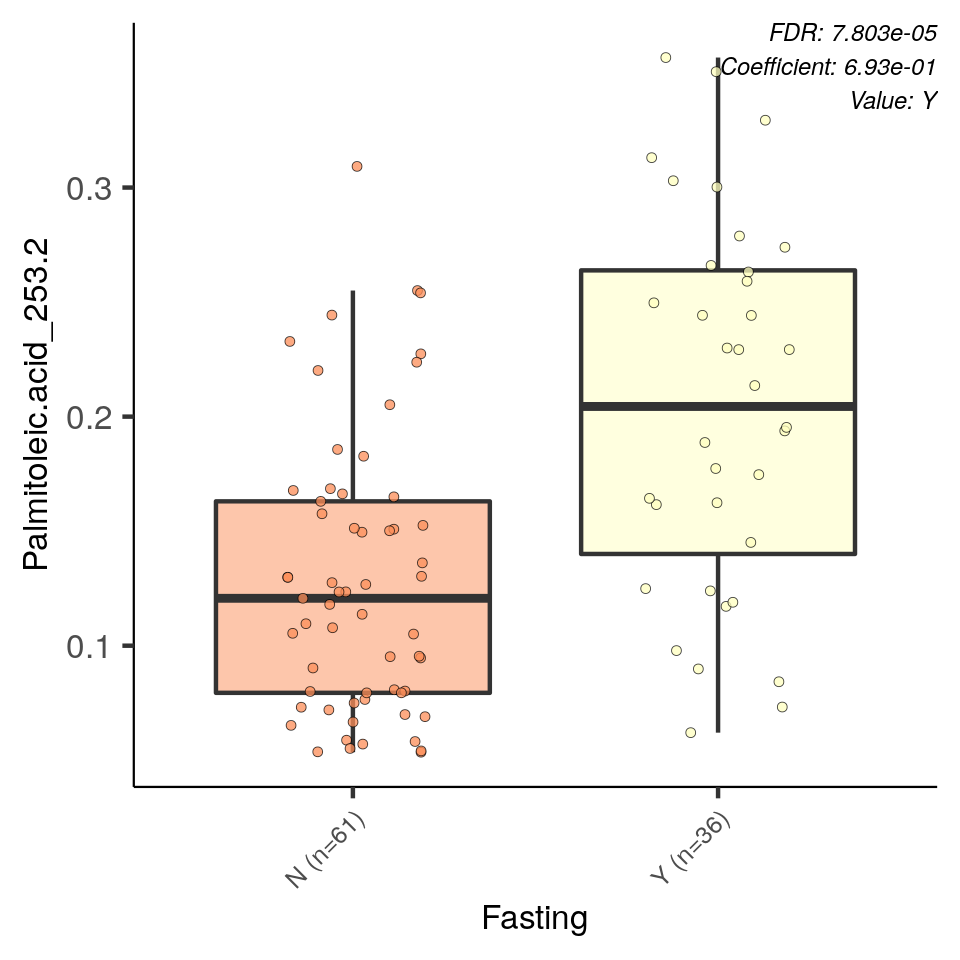 FDR: 7.803e-05
Coefficient: 6.93e-01
Value: Y
Palmitoleic.acid_253.2
0.3
0.2
0.1
N (n=61)
Y (n=36)
Fasting